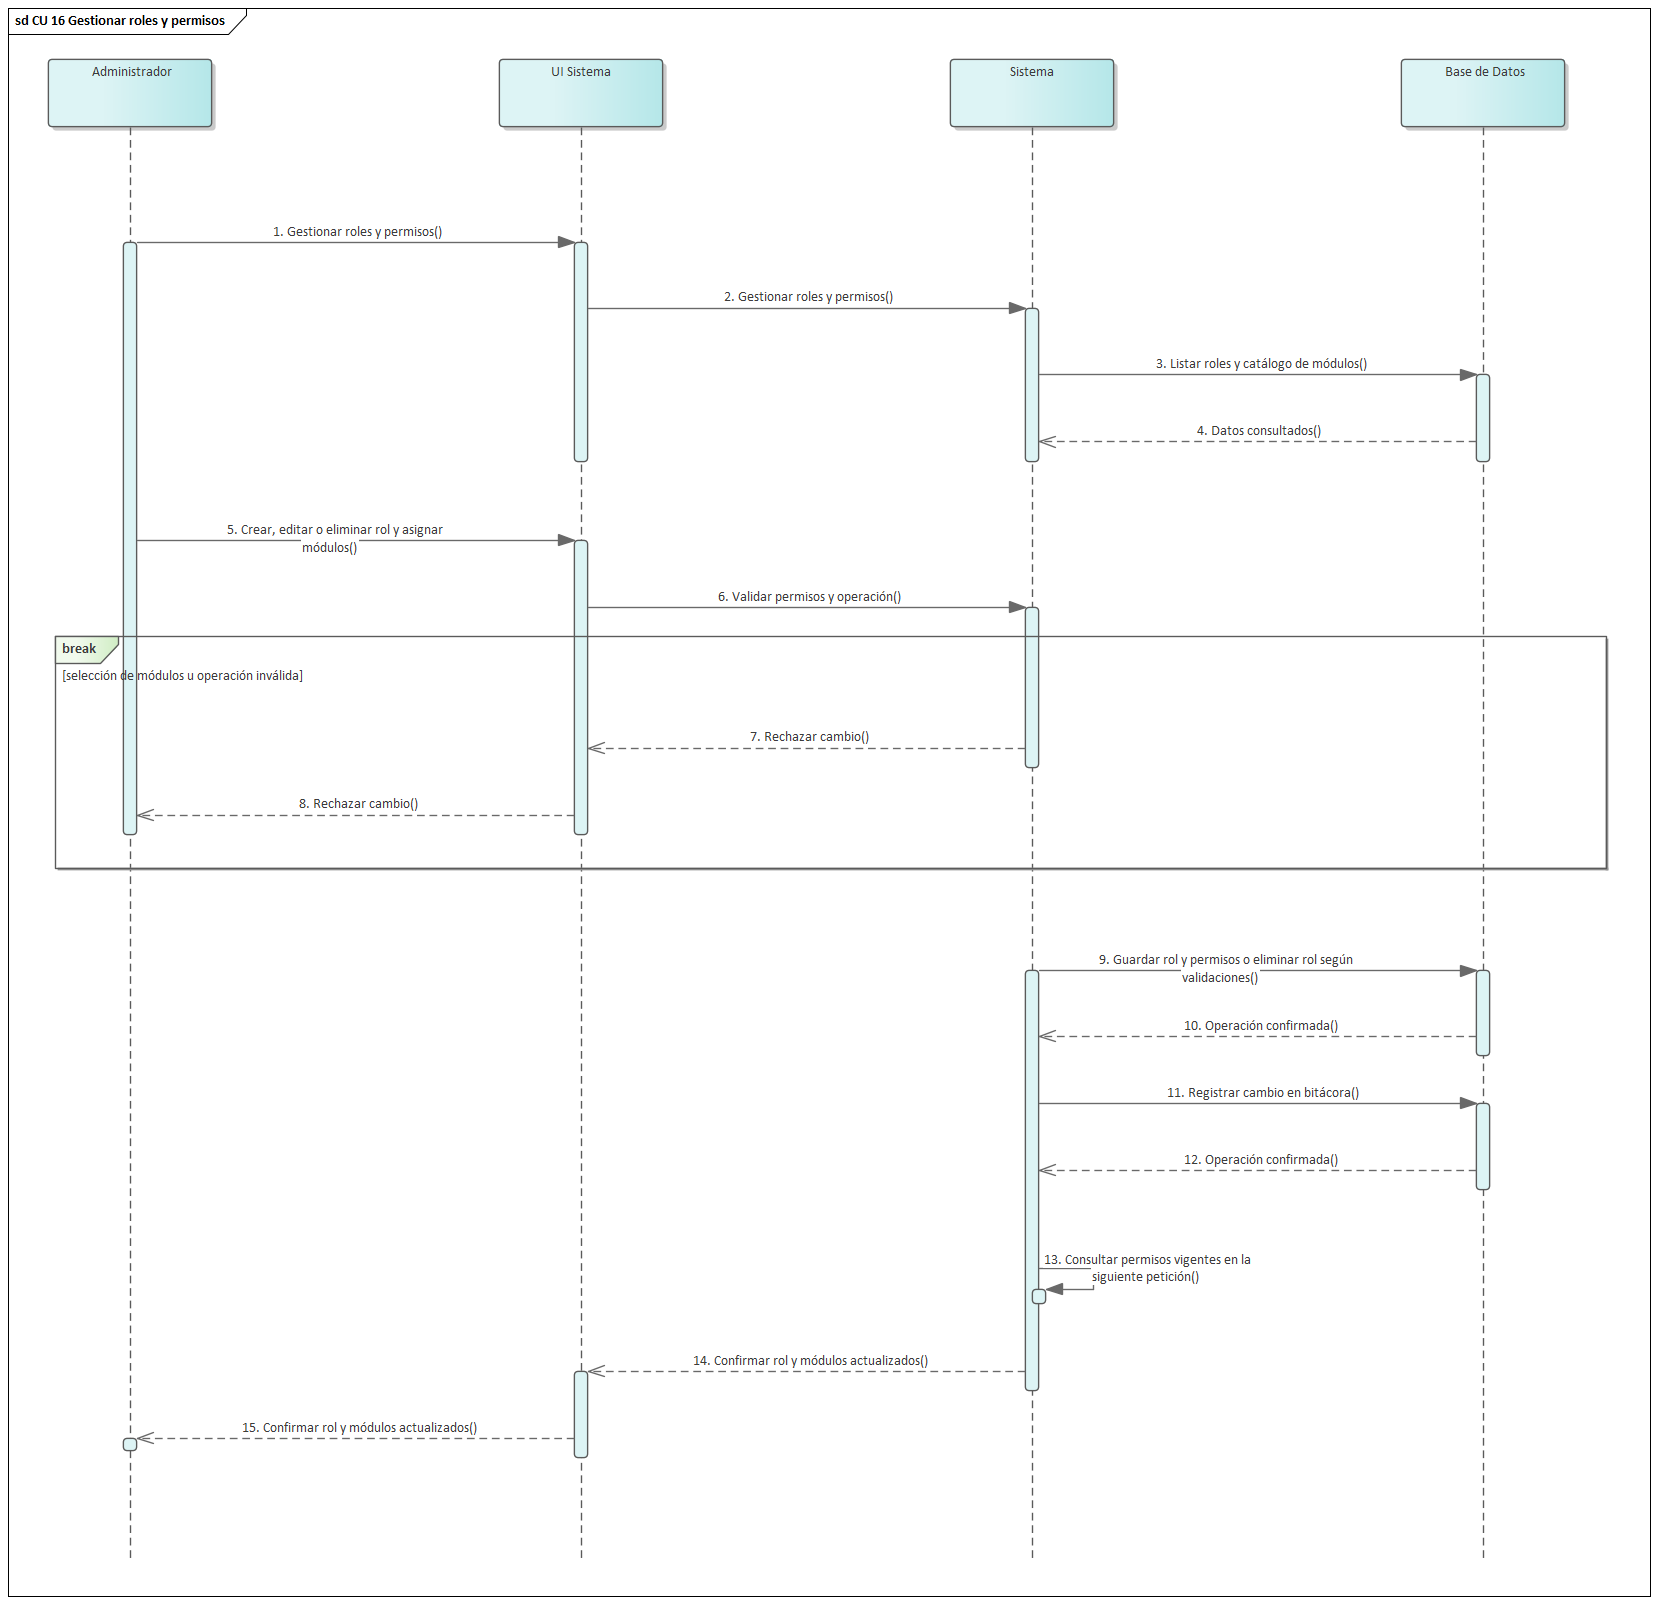 sd CU 16 Gestionar roles y permisos
Administrador
UI Sistema
Sistema
Base de Datos
1. Gestionar roles y permisos()
2. Gestionar roles y permisos()
3. Listar roles y catálogo de módulos()
4. Datos consultados()
5. Crear, editar o eliminar rol y asignar
módulos()
6. Validar permisos y operación()
break
[selección de módulos u operación inválida]
7. Rechazar cambio()
8. Rechazar cambio()
9. Guardar rol y permisos o eliminar rol según
validaciones()
10. Operación confirmada()
11. Registrar cambio en bitácora()
12. Operación confirmada()
13. Consultar permisos vigentes en la
siguiente petición()
14. Confirmar rol y módulos actualizados()
15. Confirmar rol y módulos actualizados()